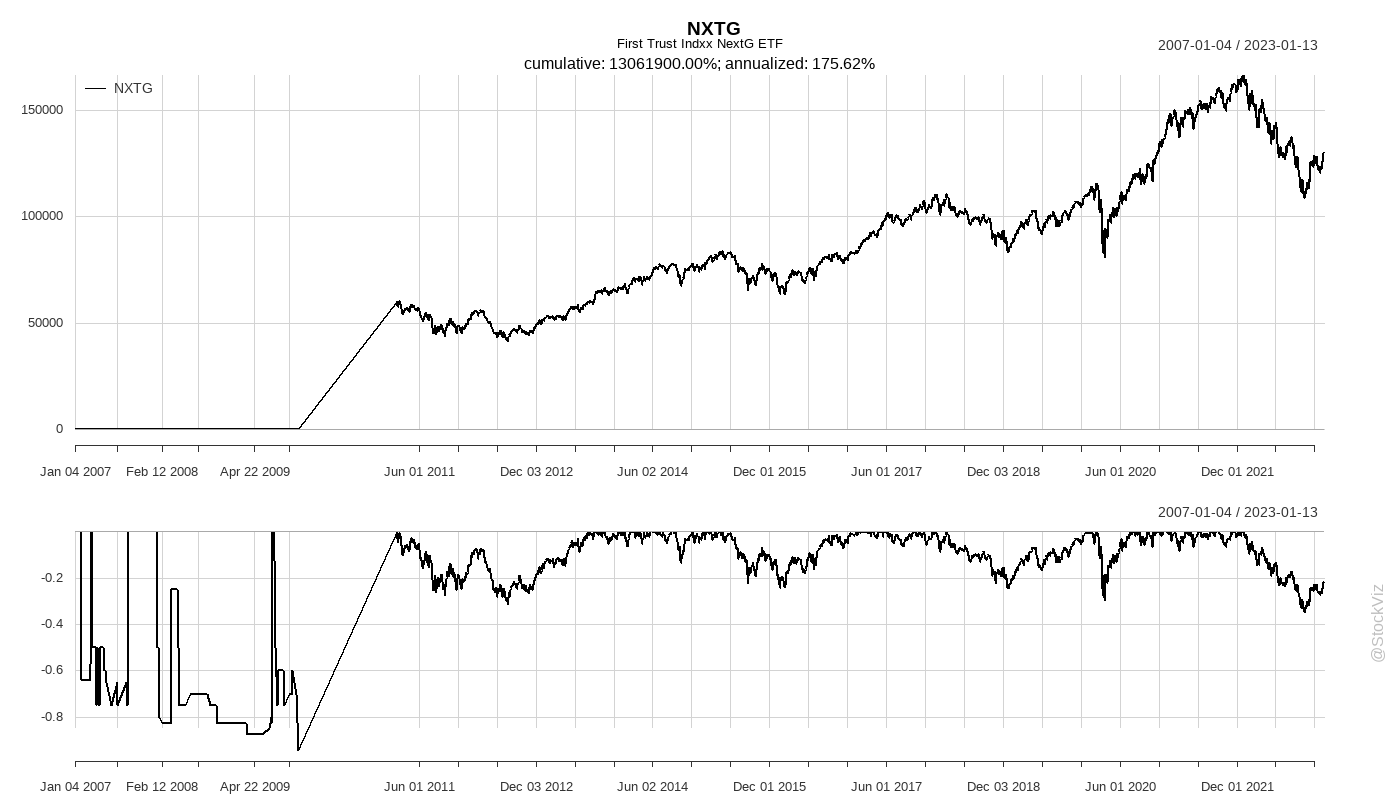 NXTG
First Trust Indxx NextG ETF
2007-01-04 / 2023-01-13
cumulative: 13061900.00%; annualized: 175.62%
NXTG
150000
100000
50000
0
Jan 04 2007 Feb 12 2008 Apr 22 2009 Jun 01 2011 Dec 03 2012 Jun 02 2014 Dec 01 2015 Jun 01 2017 Dec 03 2018 Jun 01 2020 Dec 01 2021
2007-01-04 / 2023-01-13
-0.2
-0.4
-0.6
-0.8
Jan 04 2007 Feb 12 2008 Apr 22 2009 Jun 01 2011 Dec 03 2012 Jun 02 2014 Dec 01 2015 Jun 01 2017 Dec 03 2018 Jun 01 2020 Dec 01 2021
@StockViz